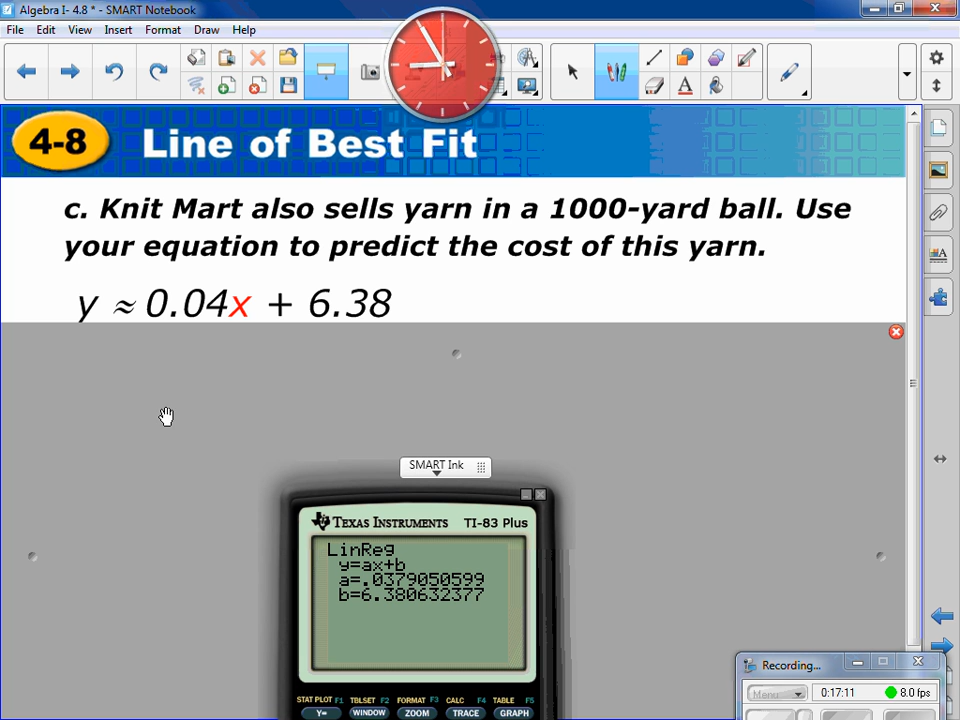 Algebra I- 4.8 * - SMART Notebook
File Edit View Insert Format Draw Help
4-8 Line of Best Fit
c. Knit Mart also sells yarn in a 1000-yard ball. Use
your equation to predict the cost of this yarn.
y ≈ 0.04x + 6.38
SMART Ink
TEXAS INSTRUMENTS TI-83 Plus
LinReg
y=ax+b
a=.0379050599
b=6.380632377
STAT PLOT F1 TBLSET F2 FORMAT F3 CALC F4 TABLE F5
Y= WINDOW ZOOM TRACE GRAPH
Recording...
Menu 0:17:11 8.0 fps